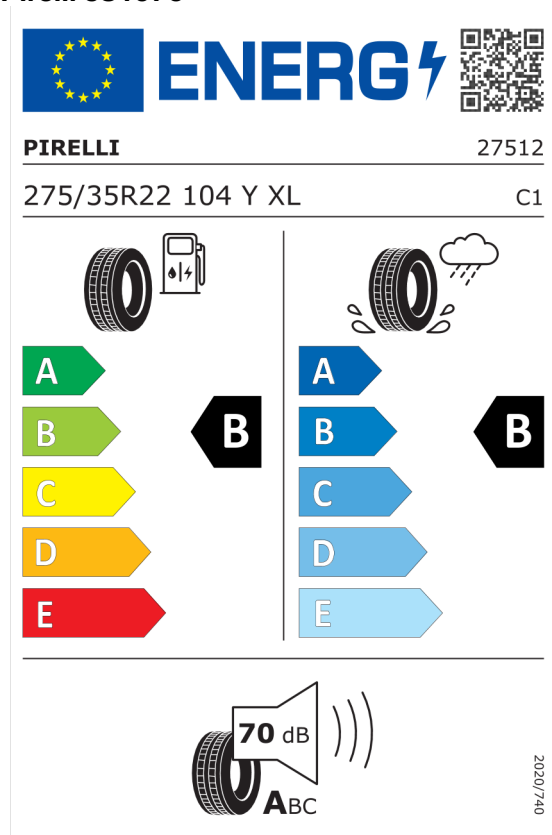 ENERG
PIRELLI
27512
275/35R22 104 Y XL
C1
A
B
C
D
E
B
A
B
C
D
E
B
70 dB
ABC
2020/740